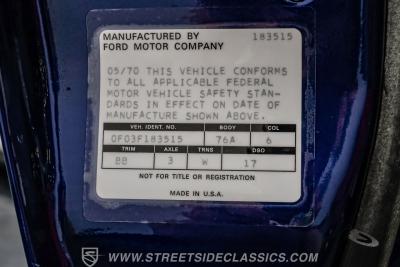 MANUFACTURED BY 183515
FORD MOTOR COMPANY
05/70 THIS VEHICLE CONFORMS
TO ALL APPLICABLE FEDERAL
MOTOR VEHICLE SAFETY STAN-
DARDS IN EFFECT ON DATE OF
MANUFACTURE SHOWN ABOVE.
VEH. IDENT. NO. BODY COL
0F03F183515 76A 6
TRIM AXLE TRNS DSO
BB 3 W 17
NOT FOR TITLE OR REGISTRATION
MADE IN U.S.A.
WWW.STREETSIDECLASSICS.COM